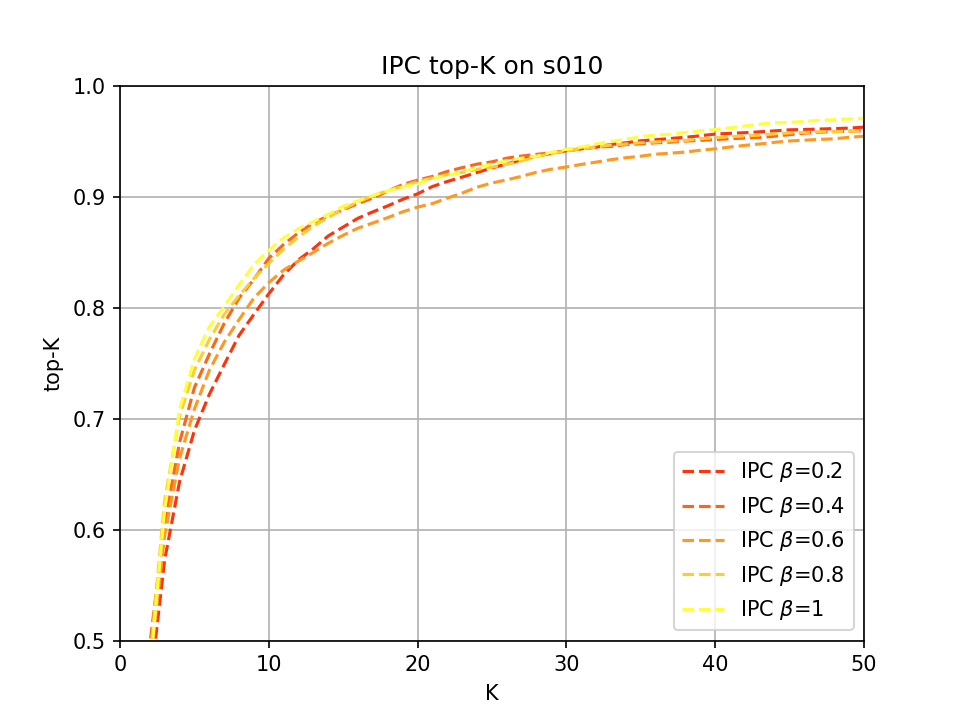 IPC top-K on s010
1.0
0.9
0.8
0.7
0.6
0.5
top-K
0
10
20
30
40
50
K
IPC β=0.2
IPC β=0.4
IPC β=0.6
IPC β=0.8
IPC β=1